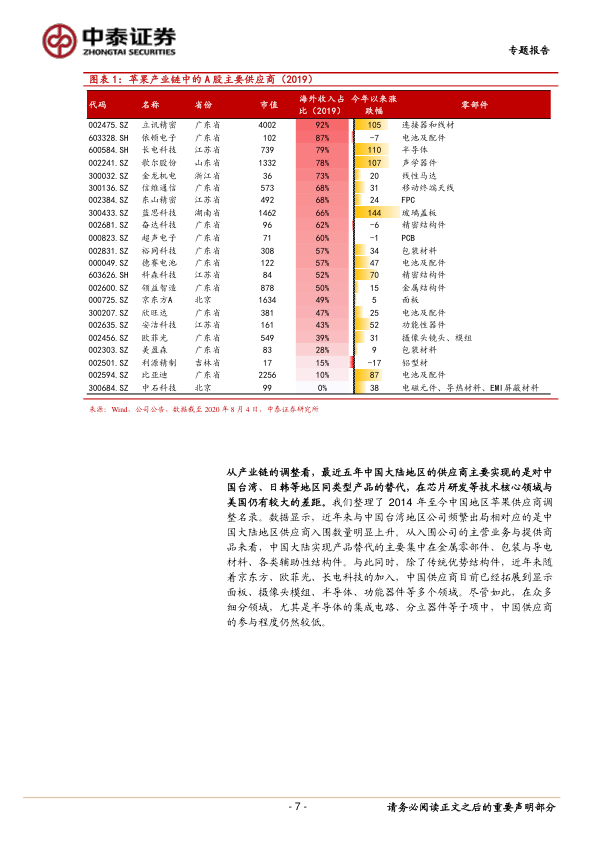 中泰证券
ZHONGTAI SECURITIES
专题报告
图表 1：苹果产业链中的 A 股主要供应商（2019）
代码 名称 省份 市值 海外收入占比（2019） 今年以来涨跌幅 零部件
002475.SZ 立讯精密 广东省 4002 92% 105 连接器和线材
603328.SH 依顿电子 广东省 102 87% -7 电池及配件
600584.SH 长电科技 江苏省 739 79% 110 半导体
002241.SZ 歌尔股份 山东省 1332 78% 107 声学器件
300032.SZ 金龙机电 浙江省 36 73% 20 线性马达
300136.SZ 信维通信 广东省 573 68% 31 移动终端天线
002384.SZ 东山精密 江苏省 492 68% 24 FPC
300433.SZ 蓝思科技 湖南省 1462 66% 144 玻璃盖板
002681.SZ 奋达科技 广东省 96 62% -6 精密结构件
000823.SZ 超声电子 广东省 71 60% -1 PCB
002831.SZ 裕同科技 广东省 308 57% 34 包装材料
000049.SZ 德赛电池 广东省 122 57% 47 电池及配件
603626.SH 科森科技 江苏省 84 52% 70 精密结构件
002600.SZ 领益智造 广东省 878 50% 15 金属结构件
000725.SZ 京东方A 北京 1634 49% 5 面板
300207.SZ 欣旺达 广东省 381 47% 25 电池及配件
002635.SZ 安洁科技 江苏省 161 43% 52 功能性器件
002456.SZ 欧菲光 广东省 549 39% 31 摄像头镜头、模组
002303.SZ 美盈森 广东省 83 28% 9 包装材料
002501.SZ 利源精制 吉林省 17 15% -17 铝型材
002594.SZ 比亚迪 广东省 2256 10% 87 电池及配件
300684.SZ 中石科技 北京 99 0% 38 电磁元件、导热材料、EMI屏蔽材料
来源：Wind，公司公告，数据截至 2020 年 8 月 4 日，中泰证券研究所
从产业链的调整看，最近五年中国大陆地区的供应商主要实现的是对中
国台湾、日韩等地区同类型产品的替代，在芯片研发等技术核心领域与
美国仍有较大的差距。我们整理了 2014 年至今中国地区苹果供应商调
整名录。数据显示，近年来与中国台湾地区公司频繁出局相对应的是中
国大陆地区供应商入围数量明显上升。从入围公司的主营业务与提供商
品来看，中国大陆实现产品替代的主要集中在金属零部件、包装与导电
材料、各类辅助性结构件。与此同时，除了传统优势结构件，近年来随
着京东方、欧菲光、长电科技的加入，中国供应商目前已经拓展到显示
面板、摄像头模组、半导体、功能器件等多个领域。尽管如此，在众多
细分领域，尤其是半导体的集成电路、分立器件等子项中，中国供应商
的参与程度仍然较低。
- 7 -
请务必阅读正文之后的重要声明部分